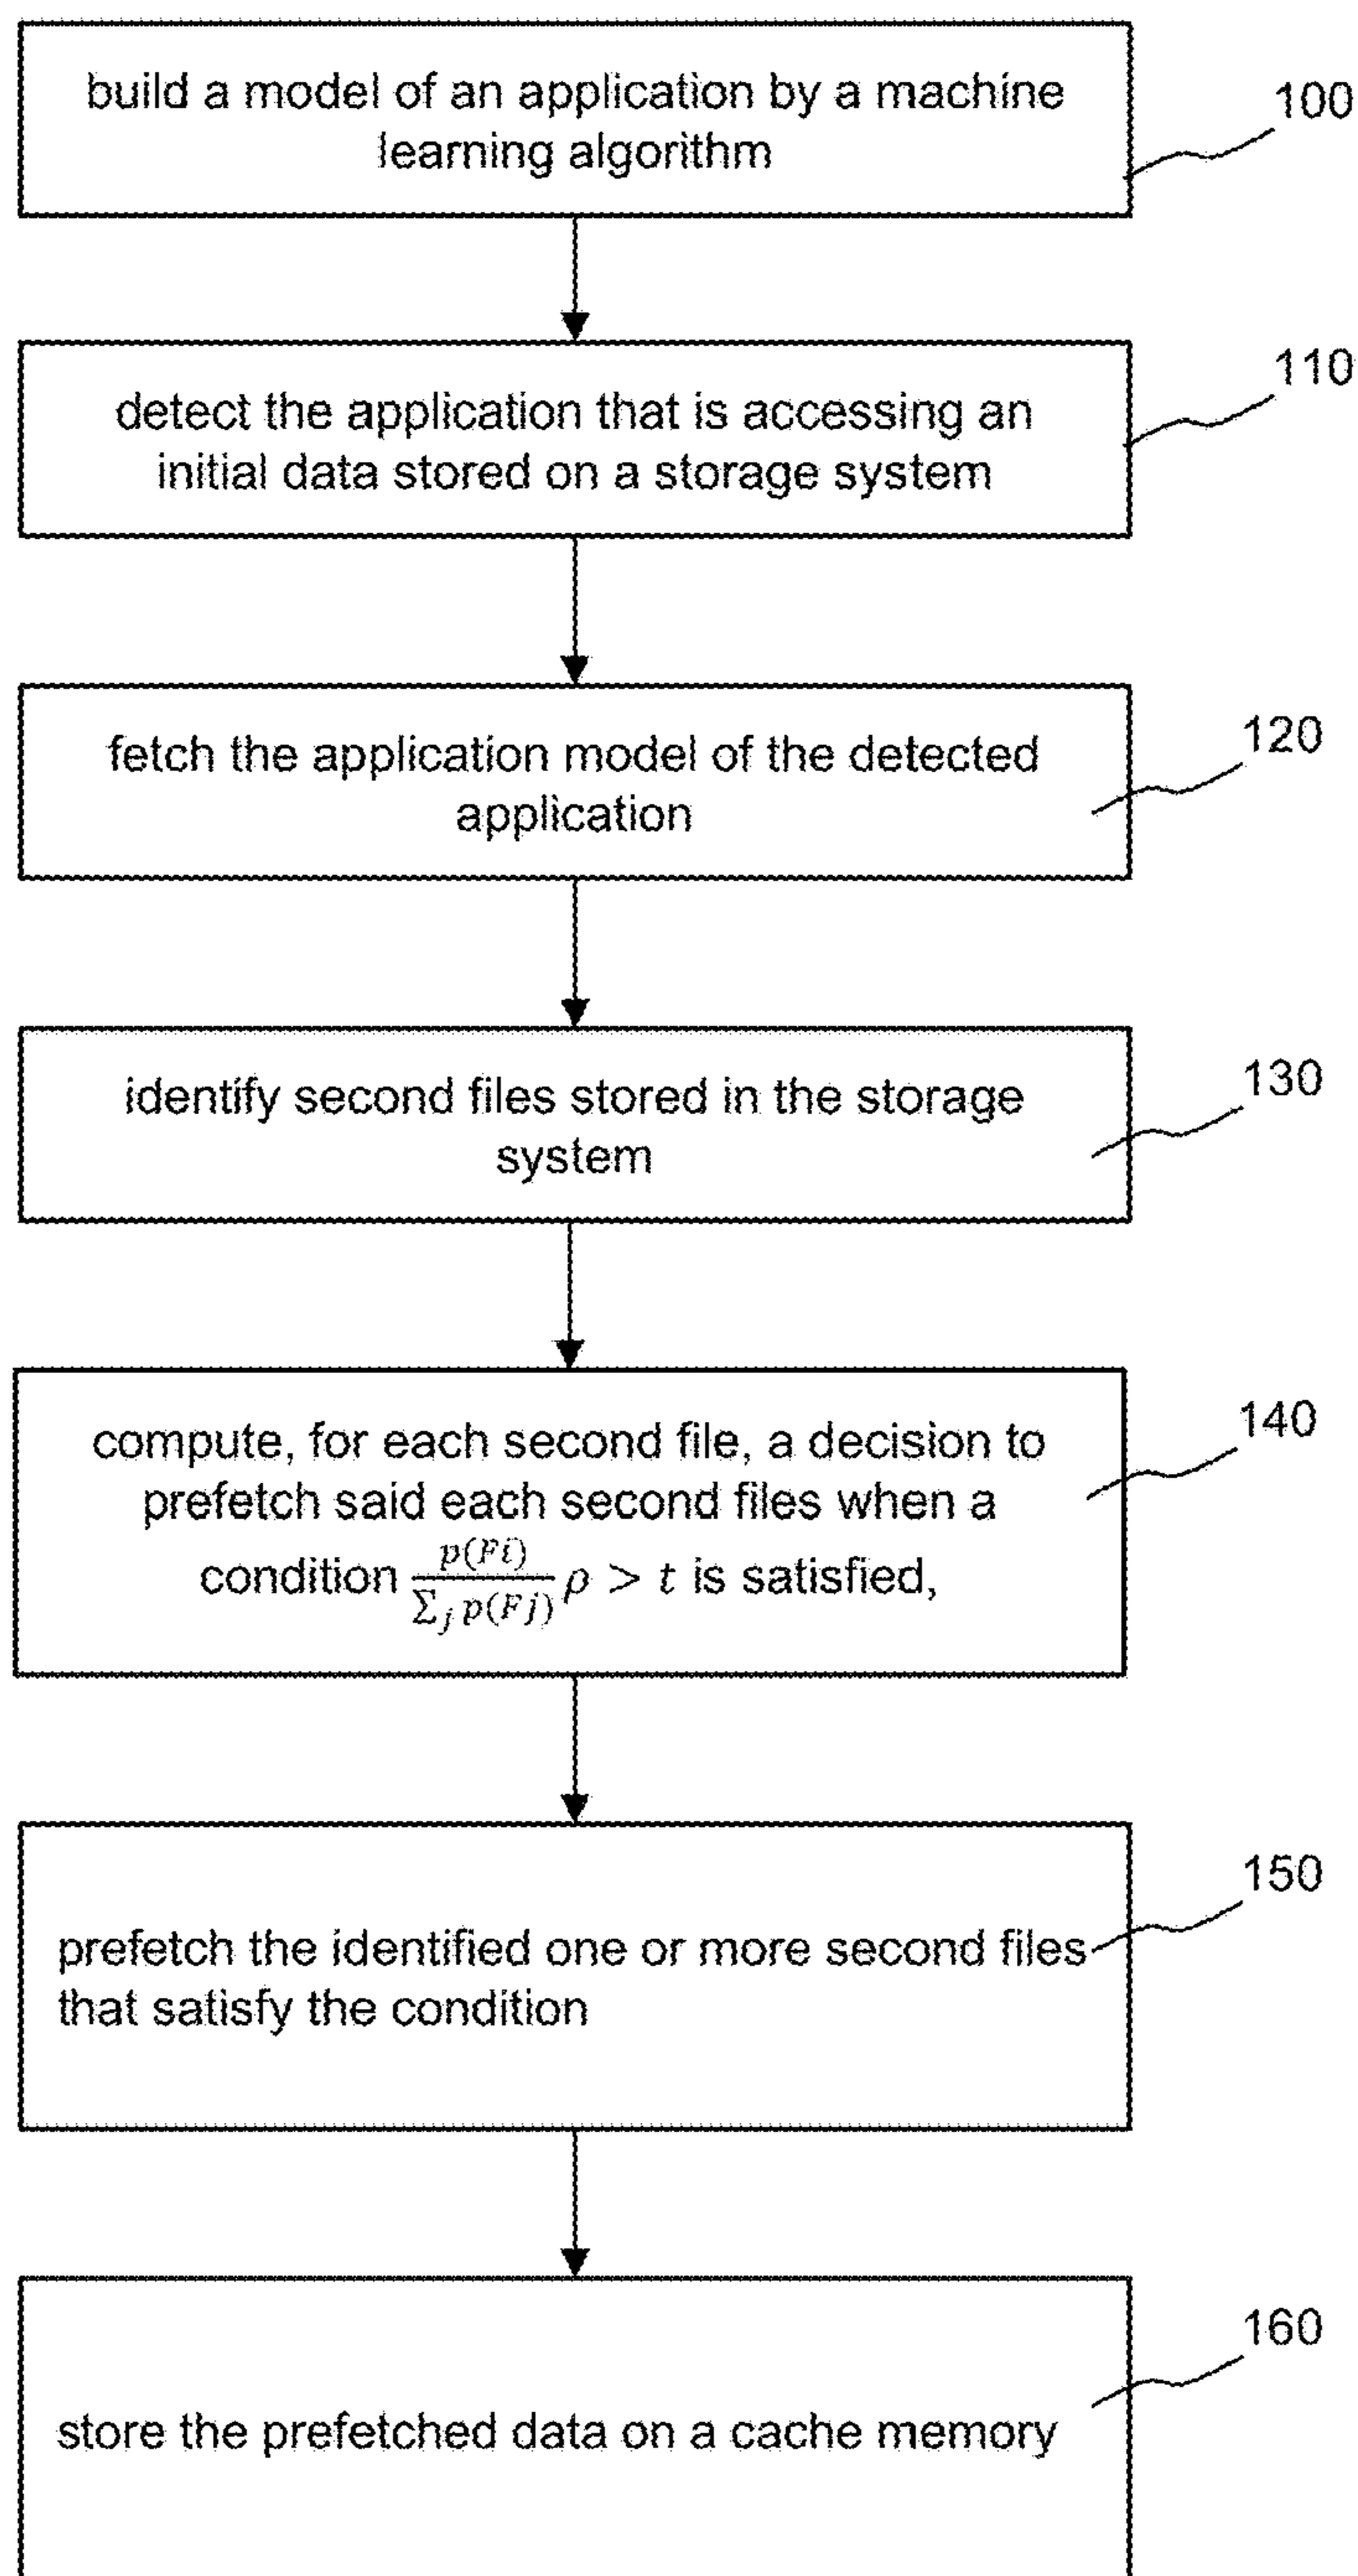 build a model of an application by a machine
learning algorithm
100
detect the application that is accessing an
initial data stored on a storage system
110
fetch the application model of the detected
application
120
identify second files stored in the storage
system
130
compute, for each second file, a decision to
prefetch said each second files when a
condition $\frac{p(Fi)}{\sum_j p(Fj)} \rho > t$ is satisfied,
140
prefetch the identified one or more second files
that satisfy the condition
150
store the prefetched data on a cache memory
160